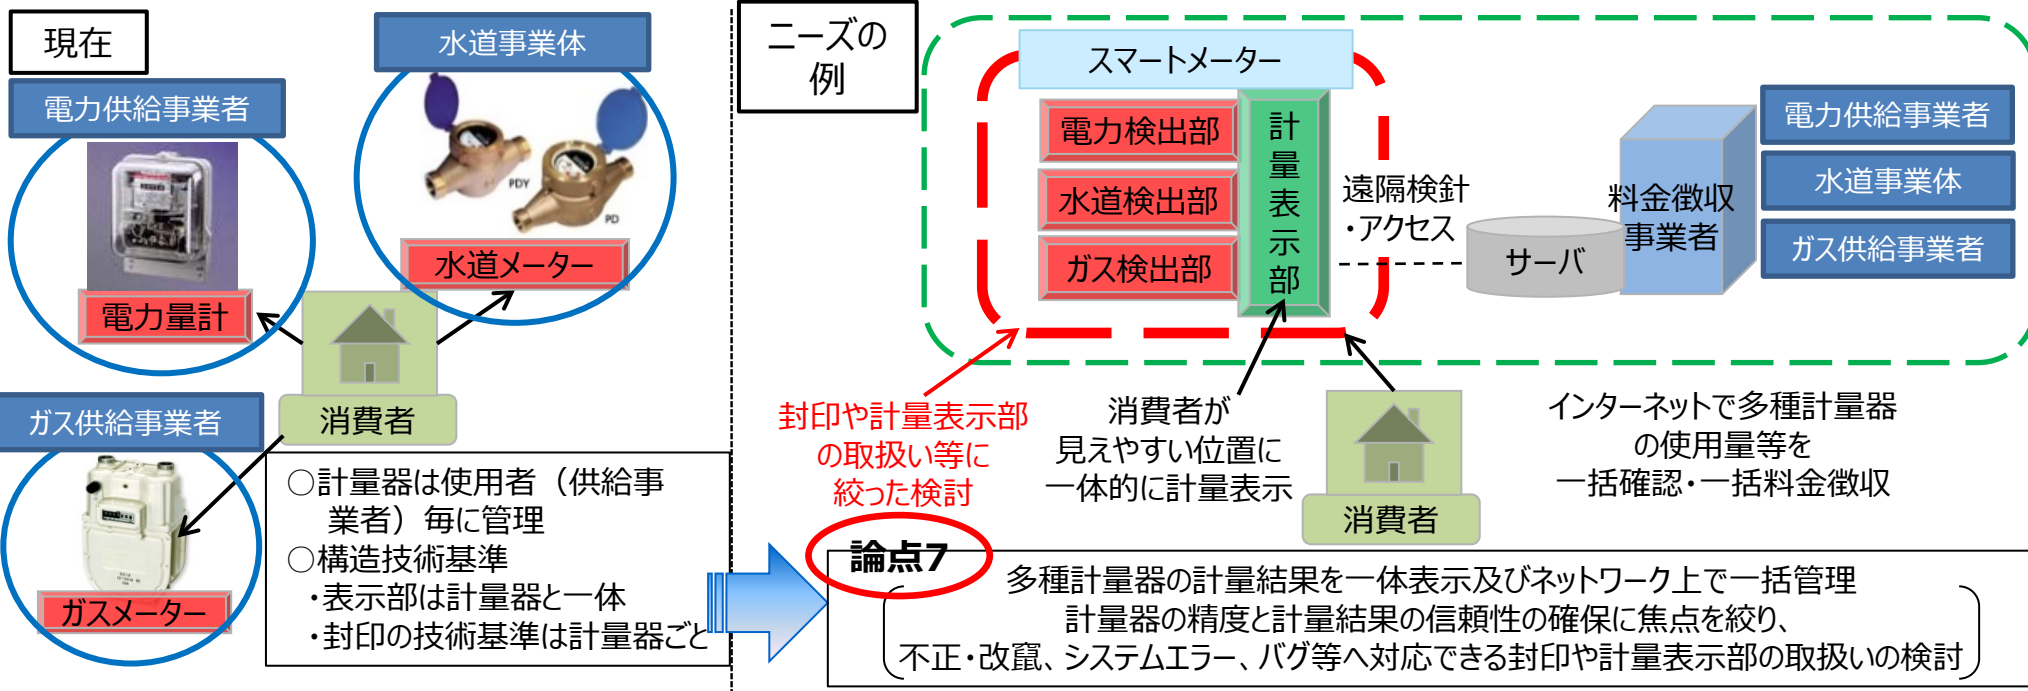 現在
電力供給事業者
水道事業体
PDY
PD
水道メーター
電力量計
消費者
ガス供給事業者
ガスメーター
○計量器は使用者（供給事
業者）毎に管理
○構造技術基準
・表示部は計量器と一体
・封印の技術基準は計量器ごと
ニーズの
例
スマートメーター
電力検出部
水道検出部
ガス検出部
計量表示部
遠隔検針
・アクセス
サーバ
料金徴収
事業者
電力供給事業者
水道事業体
ガス供給事業者
封印や計量表示部
の取扱い等に
絞った検討
消費者が
見えやすい位置に
一体的に計量表示
消費者
インターネットで多種計量器
の使用量等を
一括確認・一括料金徴収
論点7
多種計量器の計量結果を一体表示及びネットワーク上で一括管理
計量器の精度と計量結果の信頼性の確保に焦点を絞り、
不正・改竄、システムエラー、バグ等へ対応できる封印や計量表示部の取扱いの検討